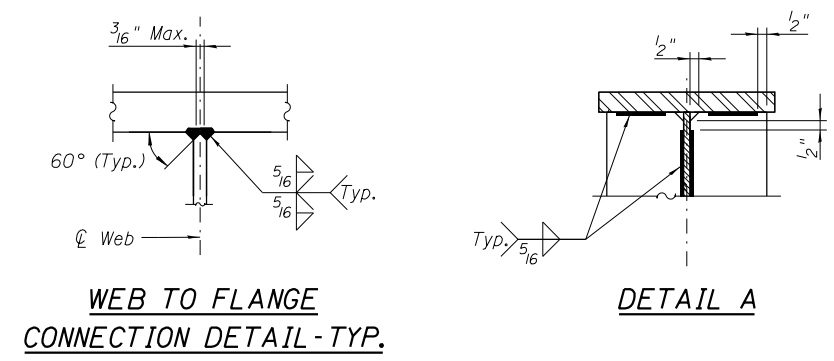 3/16" Max.
60° (Typ.)
5/16
5/16
Typ.
℄ Web
WEB TO FLANGE
CONNECTION DETAIL-TYP.
1/2"
1/2"
1/2"
Typ.
5/16
DETAIL A